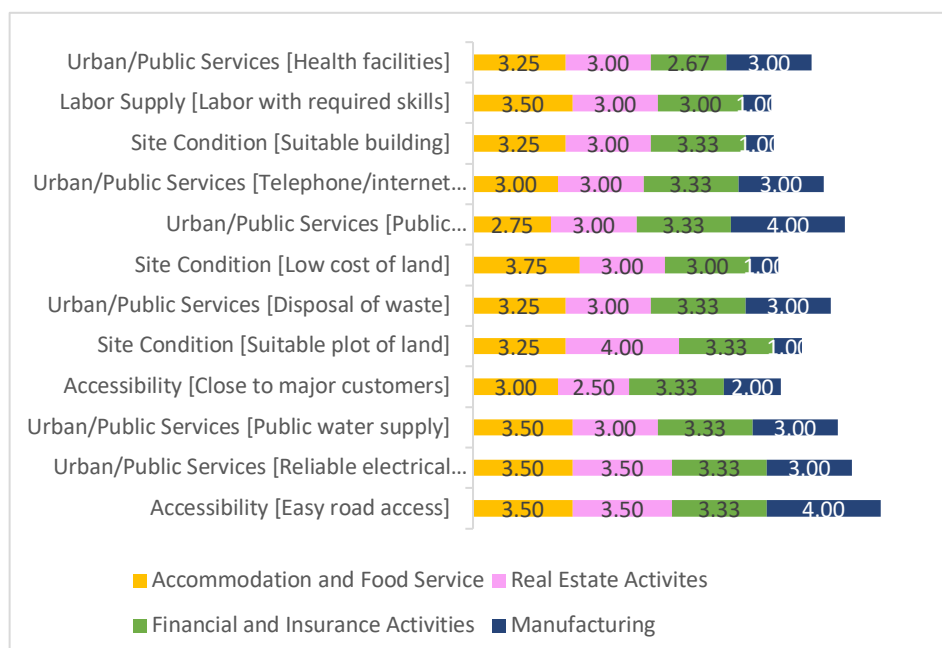 Urban/Public Services [Health facilities] 3.25 3.00 2.67 3.00
Labor Supply [Labor with required skills] 3.50 3.00 3.00 1.00
Site Condition [Suitable building] 3.25 3.00 3.33 1.00
Urban/Public Services [Telephone/internet... 3.00 3.00 3.33 3.00
Urban/Public Services [Public... 2.75 3.00 3.33 4.00
Site Condition [Low cost of land] 3.75 3.00 3.00 1.00
Urban/Public Services [Disposal of waste] 3.25 3.00 3.33 3.00
Site Condition [Suitable plot of land] 3.25 4.00 3.33 1.00
Accessibility [Close to major customers] 3.00 2.50 3.33 2.00
Urban/Public Services [Public water supply] 3.50 3.00 3.33 3.00
Urban/Public Services [Reliable electrical... 3.50 3.50 3.33 3.00
Accessibility [Easy road access] 3.50 3.50 3.33 4.00
Accommodation and Food Service Real Estate Activites
Financial and Insurance Activities Manufacturing